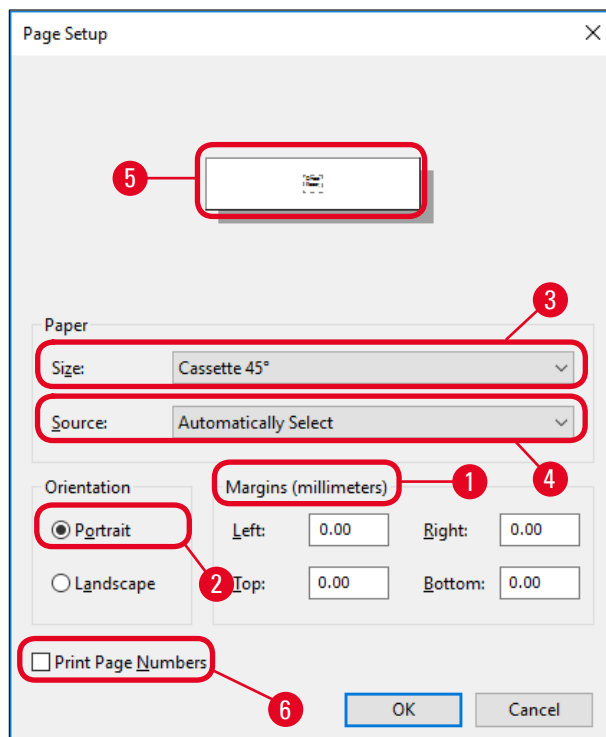 Page Setup
5
3
Paper
Size: Cassette 45°
Source: Automatically Select
4
Orientation
Margins (millimeters) 1
Portrait
Left: 0.00 Right: 0.00
2
Landscape
Top: 0.00 Bottom: 0.00
Print Page Numbers
6
OK Cancel